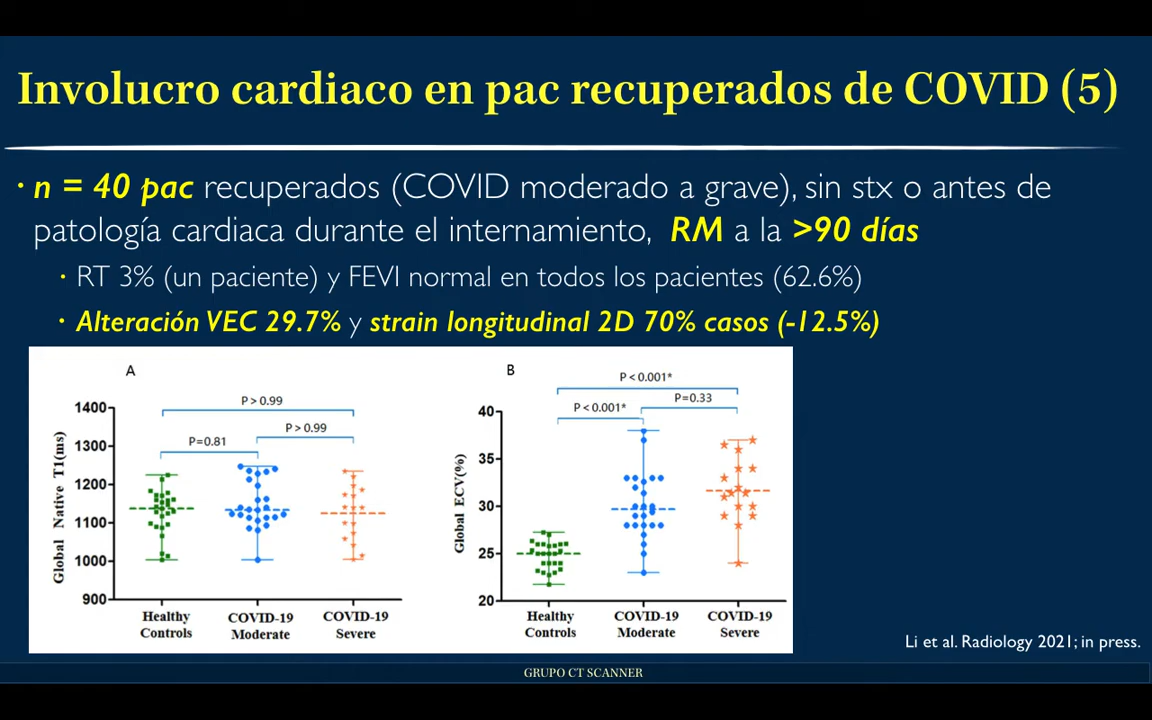 Involucro cardiaco en pac recuperados de COVID (5)
• n = 40 pac recuperados (COVID moderado a grave), sin stx o antes de
patología cardiaca durante el internamiento, RM a la >90 días
• RT 3% (un paciente) y FEVI normal en todos los pacientes (62.6%)
• Alteración VEC 29.7% y strain longitudinal 2D 70% casos (-12.5%)
A
P > 0.99
P=0.81
P > 0.99
Global Native T1(ms)
1400
1300
1200
1100
1000
900
Healthy
Controls
COVID-19
Moderate
COVID-19
Severe
B
P < 0.001*
P < 0.001*
P=0.33
Global ECV(%)
40
35
30
25
20
Healthy
Controls
COVID-19
Moderate
COVID-19
Severe
Li et al. Radiology 2021; in press.
GRUPO CT SCANNER